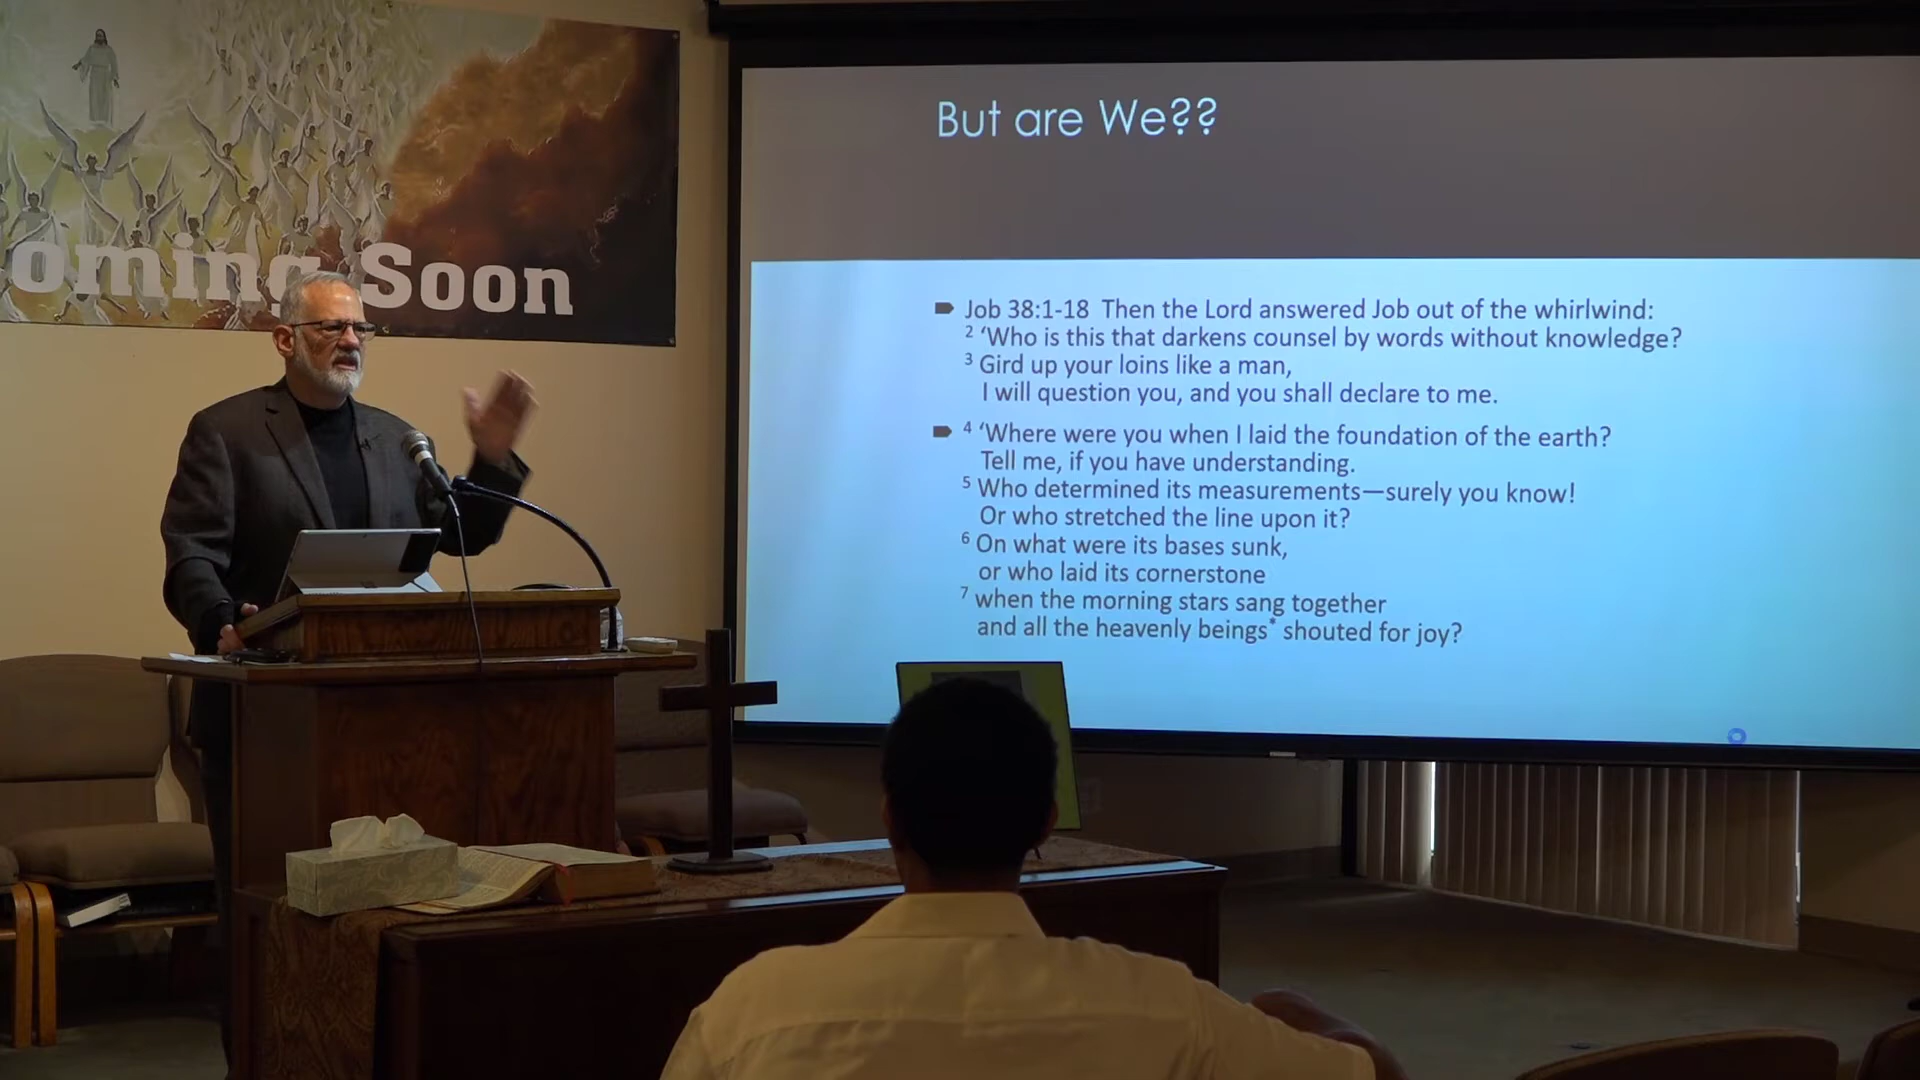 oming Soon
But are We??
Job 38:1-18 Then the Lord answered Job out of the whirlwind:
2 ‘Who is this that darkens counsel by words without knowledge?
3 Gird up your loins like a man,
I will question you, and you shall declare to me.
4 ‘Where were you when I laid the foundation of the earth?
Tell me, if you have understanding.
5 Who determined its measurements—surely you know!
Or who stretched the line upon it?
6 On what were its bases sunk,
or who laid its cornerstone
7 when the morning stars sang together
and all the heavenly beings* shouted for joy?